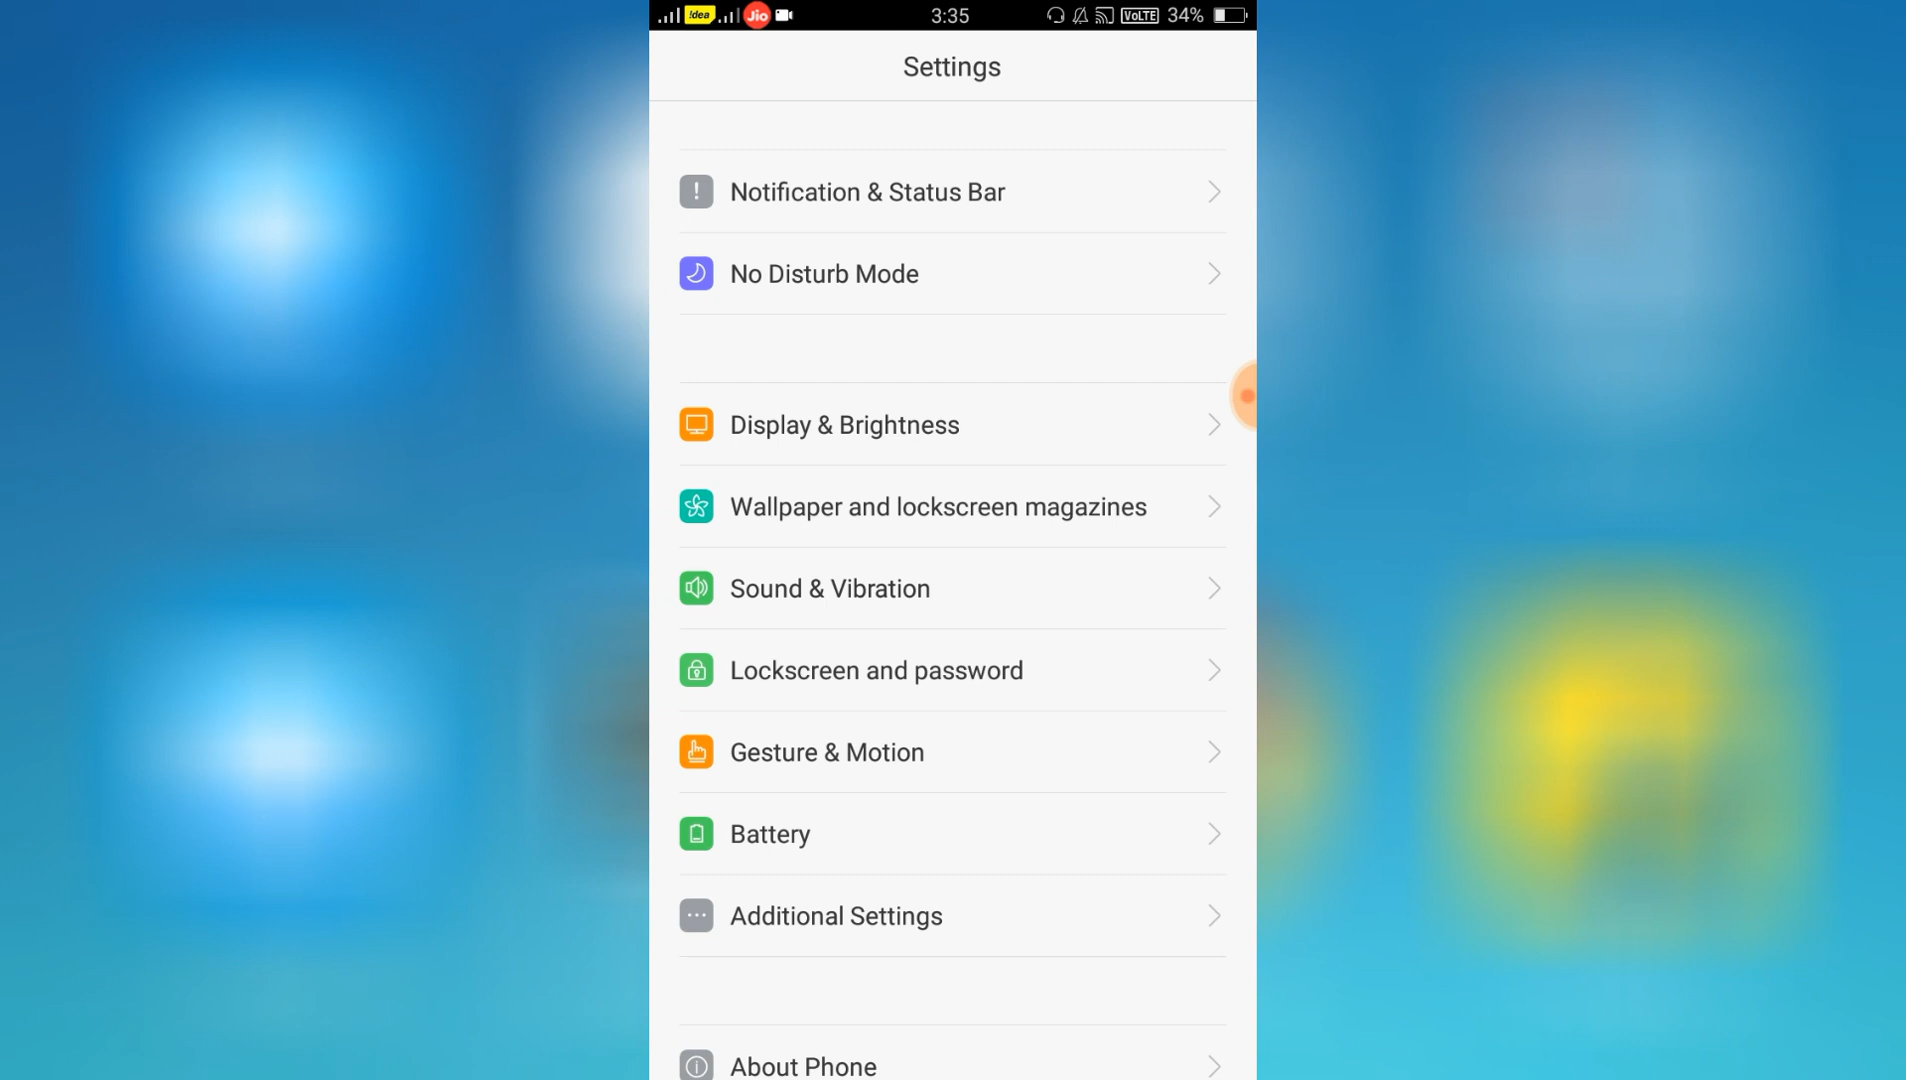 !dea Jio 3:35 VoLTE 34%
Settings
Notification & Status Bar
No Disturb Mode
Display & Brightness
Wallpaper and lockscreen magazines
Sound & Vibration
Lockscreen and password
Gesture & Motion
Battery
Additional Settings
About Phone